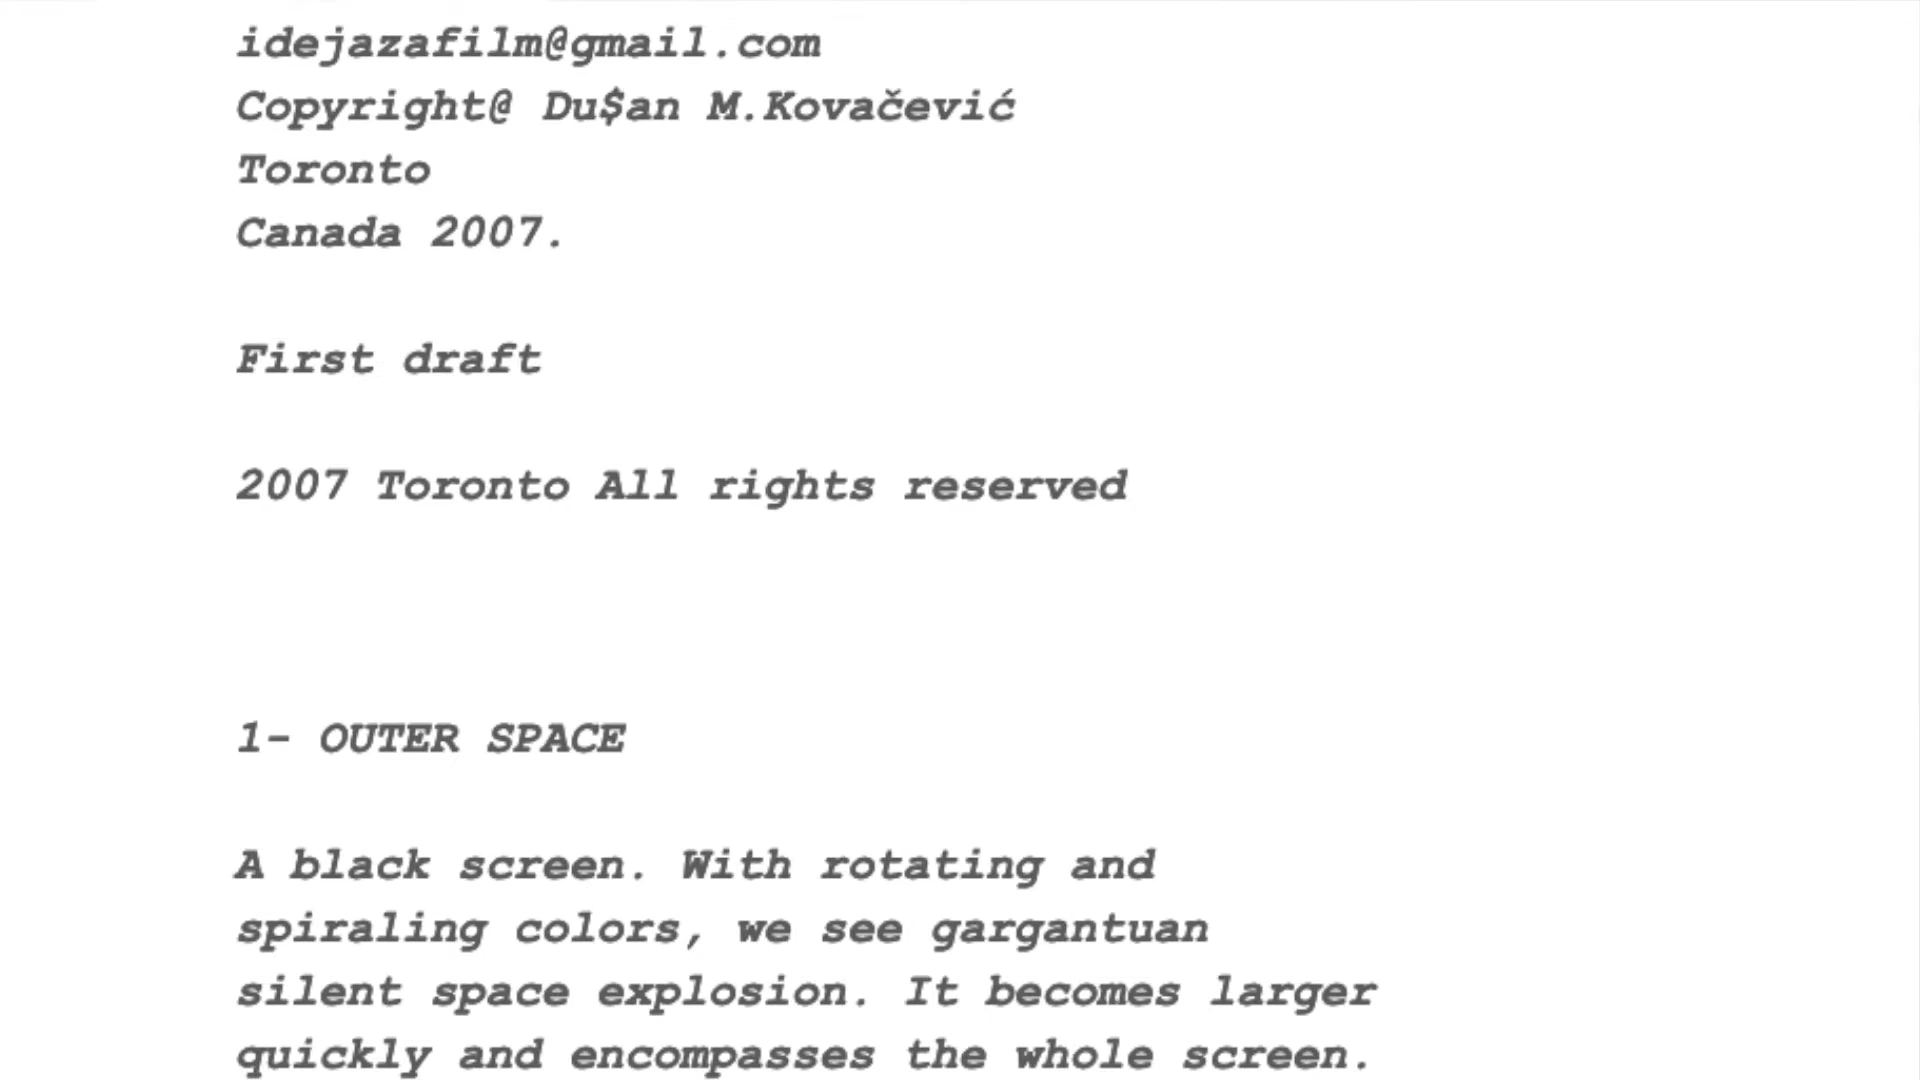 idejazafilm@gmail.com
Copyright@ Du$an M.Kovačević
Toronto
Canada 2007.
First draft
2007 Toronto All rights reserved
1- OUTER SPACE
A black screen. With rotating and
spiraling colors, we see gargantuan
silent space explosion. It becomes larger
quickly and encompasses the whole screen.